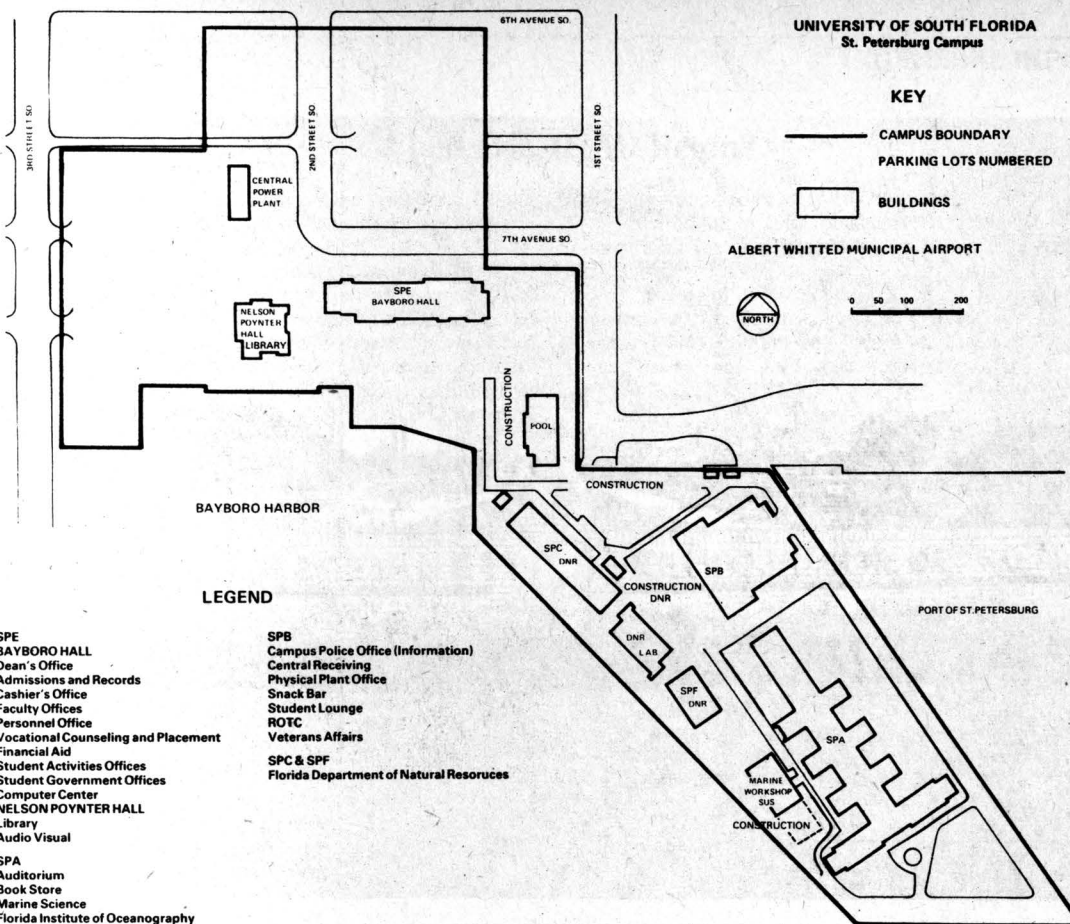 6TH AVENUE SO.
UNIVERSITY OF SOUTH FLORIDA
St. Petersburg Campus
KEY
CAMPUS BOUNDARY
PARKING LOTS NUMBERED
BUILDINGS
ALBERT WHITTED MUNICIPAL AIRPORT
NORTH
0 50 100 200
3RD STREET SO.
2ND STREET SO.
1ST STREET SO.
CENTRAL
POWER
PLANT
7TH AVENUE SO.
SPE
BAYBORO HALL
NELSON
POYNTER
HALL
LIBRARY
CONSTRUCTION
POOL
CONSTRUCTION
BAYBORO HARBOR
SPC
DNR
SPB
CONSTRUCTION
DNR
DNR
LAB
SPF
DNR
PORT OF ST.PETERSBURG
SPA
MARINE
WORKSHOP
SUS
CONSTRUCTION
LEGEND
SPE
BAYBORO HALL
Dean's Office
Admissions and Records
Cashier's Office
Faculty Offices
Personnel Office
Vocational Counseling and Placement
Financial Aid
Student Activities Offices
Student Government Offices
Computer Center
NELSON POYNTER HALL
Library
Audio Visual
SPA
Auditorium
Book Store
Marine Science
Florida Institute of Oceanography
SPB
Campus Police Office (Information)
Central Receiving
Physical Plant Office
Snack Bar
Student Lounge
ROTC
Veterans Affairs
SPC & SPF
Florida Department of Natural Resoruces